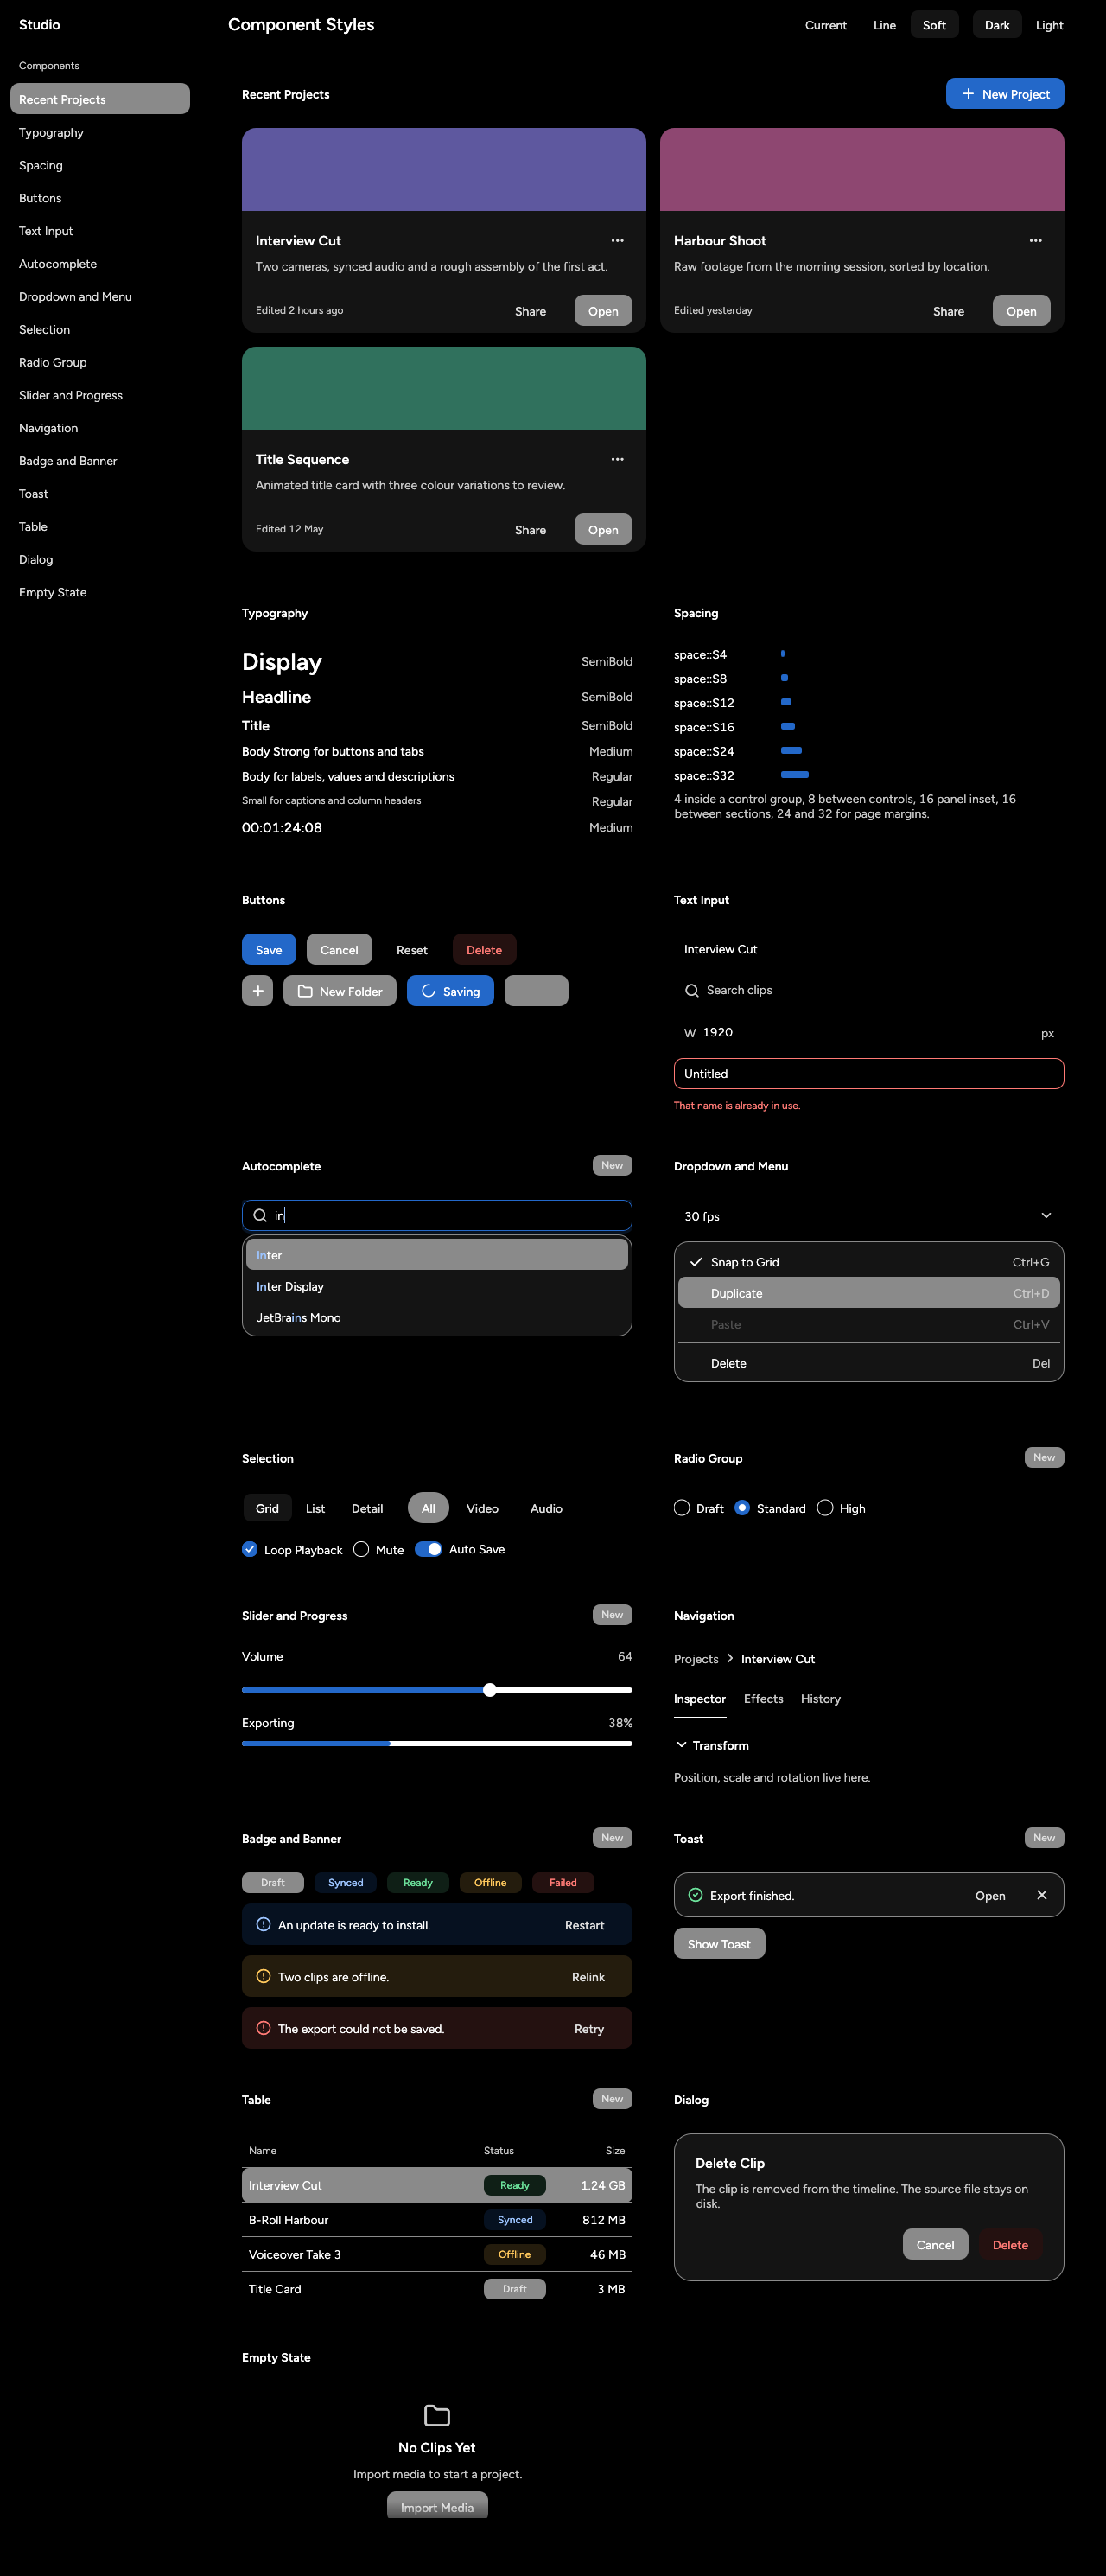 Studio
Component Styles
Current
Line
Soft
Dark
Light
Components
Recent Projects
Typography
Spacing
Buttons
Text Input
Autocomplete
Dropdown and Menu
Selection
Radio Group
Slider and Progress
Navigation
Badge and Banner
Toast
Table
Dialog
Empty State
Recent Projects
New Project
Interview Cut
Two cameras, synced audio and a rough assembly of the first act.
Edited 2 hours ago
Share
Open
Harbour Shoot
Raw footage from the morning session, sorted by location.
Edited yesterday
Share
Open
Title Sequence
Animated title card with three colour variations to review.
Edited 12 May
Share
Open
Typography
Display
SemiBold
Headline
SemiBold
Title
SemiBold
Body Strong for buttons and tabs
Medium
Body for labels, values and descriptions
Regular
Small for captions and column headers
Regular
00:01:24:08
Medium
Spacing
space::S4
space::S8
space::S12
space::S16
space::S24
space::S32
4 inside a control group, 8 between controls, 16 panel inset, 16
between sections, 24 and 32 for page margins.
Buttons
Save
Cancel
Reset
Delete
New Folder
Saving
Text Input
Interview Cut
Search clips
W 1920 px
Untitled
That name is already in use.
Autocomplete
New
in
Inter
Inter Display
JetBrains Mono
Dropdown and Menu
30 fps
Snap to Grid Ctrl+G
Duplicate Ctrl+D
Paste Ctrl+V
Delete Del
Selection
Grid
List
Detail
All
Video
Audio
Loop Playback
Mute
Auto Save
Radio Group
New
Draft
Standard
High
Slider and Progress
New
Volume 64
Exporting 38%
Navigation
Projects
Interview Cut
Inspector
Effects
History
Transform
Position, scale and rotation live here.
Badge and Banner
New
Draft
Synced
Ready
Offline
Failed
An update is ready to install.
Restart
Two clips are offline.
Relink
The export could not be saved.
Retry
Toast
New
Export finished.
Open
Show Toast
Table
New
Name Status Size
Interview Cut Ready 1.24 GB
B-Roll Harbour Synced 812 MB
Voiceover Take 3 Offline 46 MB
Title Card Draft 3 MB
Dialog
Delete Clip
The clip is removed from the timeline. The source file stays on
disk.
Cancel
Delete
Empty State
No Clips Yet
Import media to start a project.
Import Media